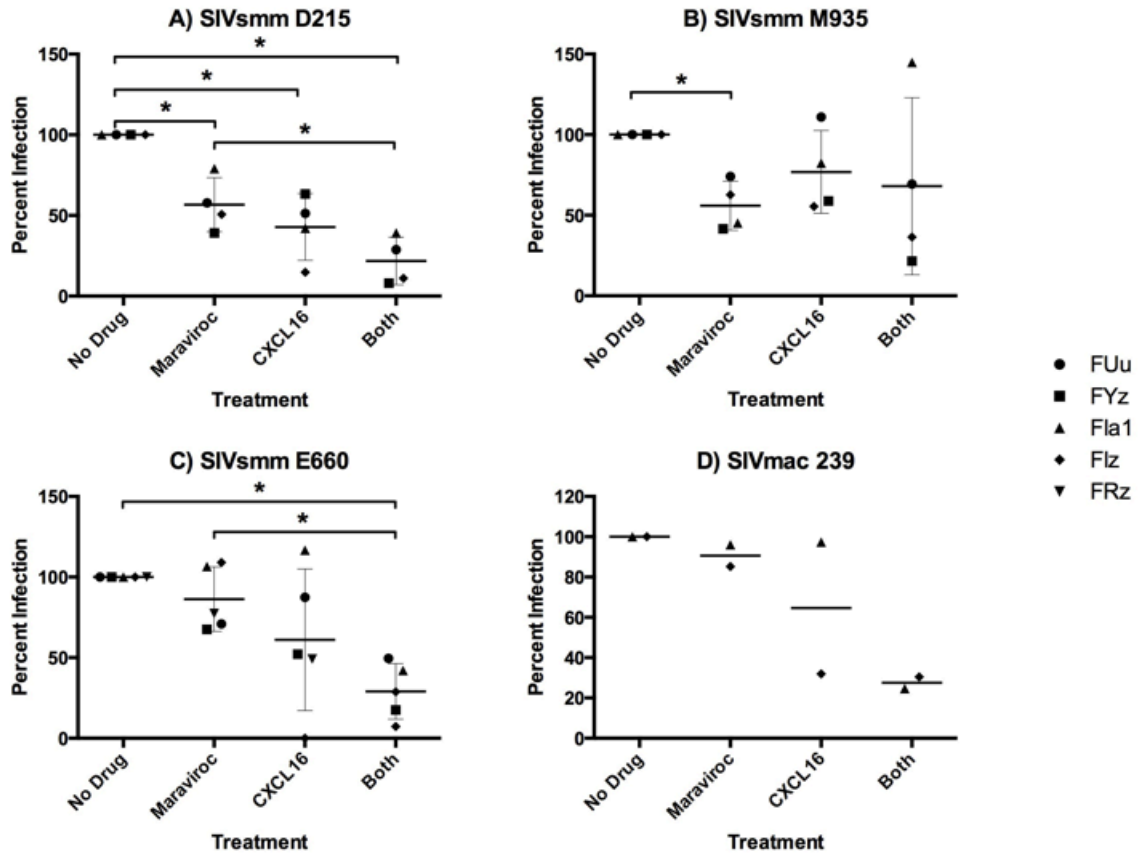 A) SIVsmm D215
150
100
50
0
Percent Infection
* * * *
No Drug
Maraviroc
CXCL16
Both
Treatment
B) SIVsmm M935
150
100
50
0
Percent Infection
*
No Drug
Maraviroc
CXCL16
Both
Treatment
C) SIVsmm E660
150
100
50
0
Percent Infection
* *
No Drug
Maraviroc
CXCL16
Both
Treatment
D) SIVmac 239
120
100
80
60
40
20
0
Percent Infection
No Drug
Maraviroc
CXCL16
Both
Treatment
FUu
FYz
Fla1
Flz
FRz